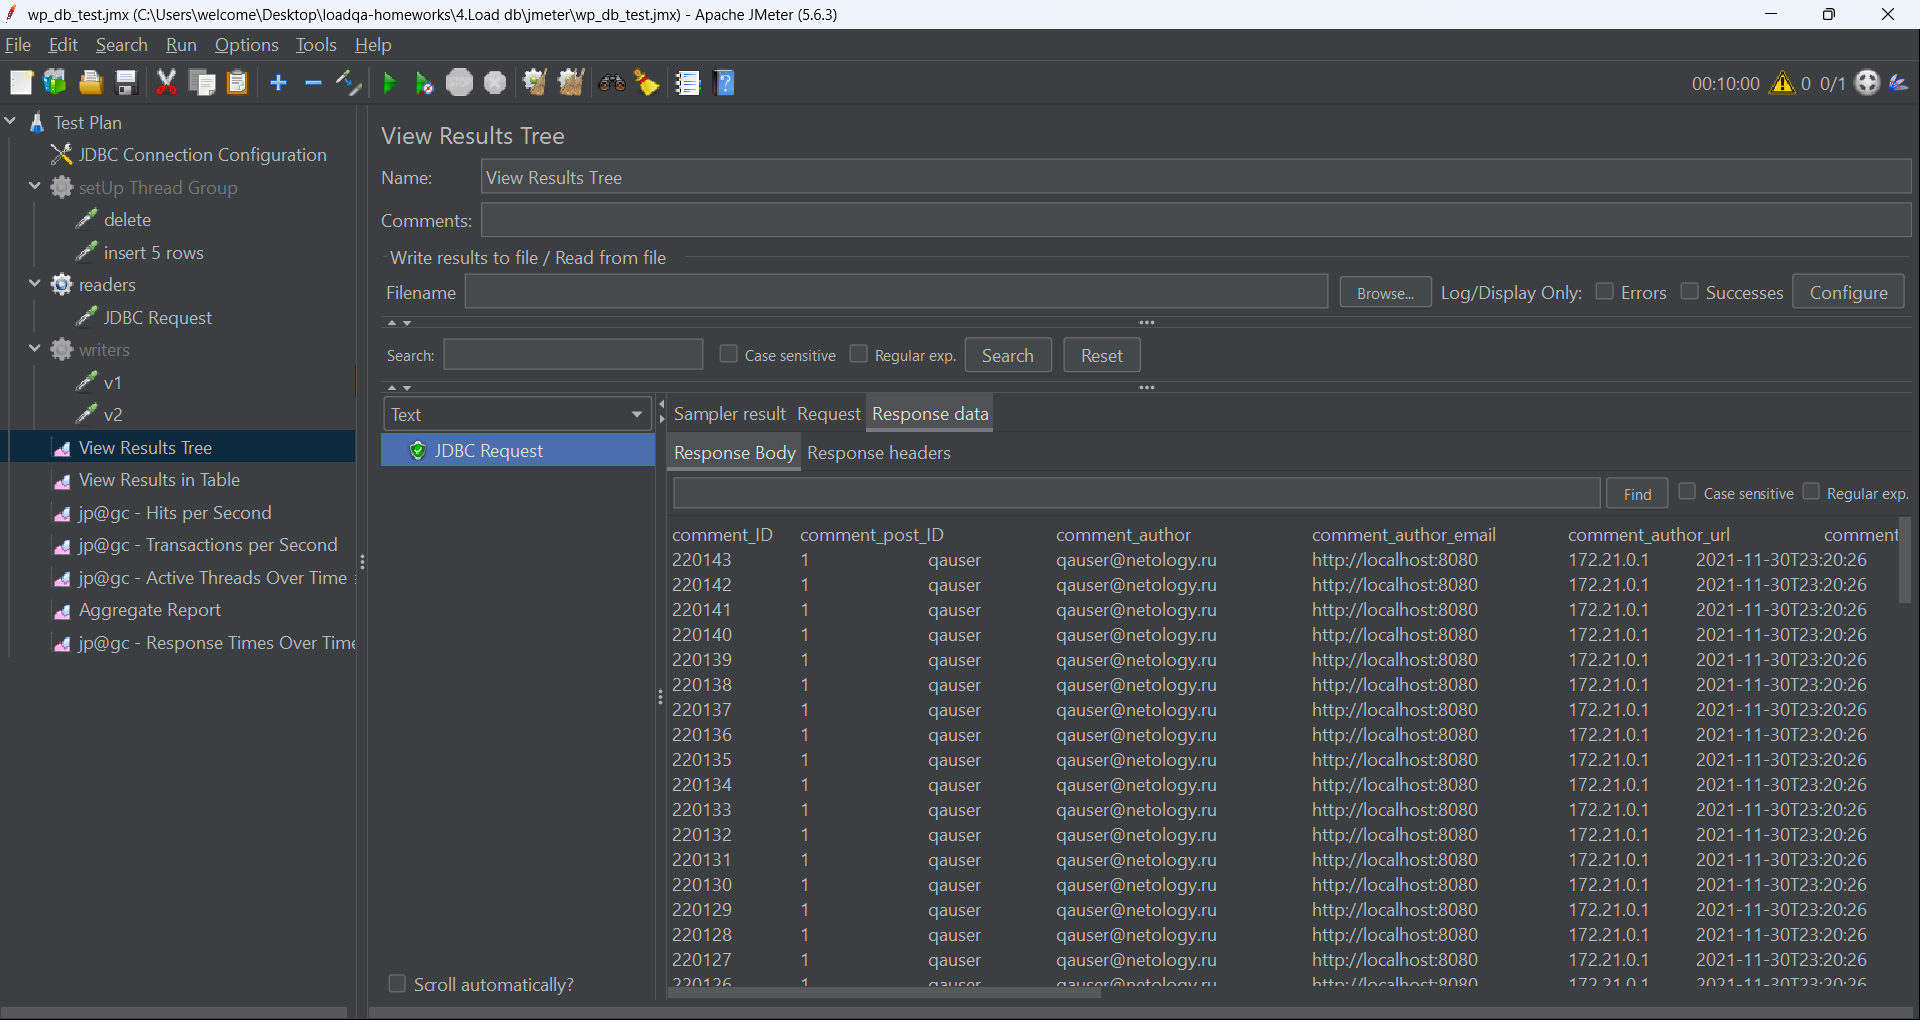 wp_db_test.jmx (C:\Users\welcome\Desktop\loadqa-homeworks\4.Load db\jmeter\wp_db_test.jmx) - Apache JMeter (5.6.3)
File Edit Search Run Options Tools Help
STOP 00:10:00 0 0/1
Test Plan
JDBC Connection Configuration
setUp Thread Group
delete
insert 5 rows
readers
JDBC Request
writers
v1
v2
View Results Tree
View Results in Table
jp@gc - Hits per Second
jp@gc - Transactions per Second
jp@gc - Active Threads Over Time
Aggregate Report
jp@gc - Response Times Over Time
View Results Tree
Name: View Results Tree
Comments:
Write results to file / Read from file
Filename Browse... Log/Display Only: Errors Successes Configure
Search: Case sensitive Regular exp. Search Reset
Text
JDBC Request
Scroll automatically?
Sampler result Request Response data
Response Body Response headers
Find Case sensitive Regular exp.
comment_ID comment_post_ID comment_author comment_author_email comment_author_url comment
220143 1 qauser qauser@netology.ru http://localhost:8080 172.21.0.1 2021-11-30T23:20:26
220142 1 qauser qauser@netology.ru http://localhost:8080 172.21.0.1 2021-11-30T23:20:26
220141 1 qauser qauser@netology.ru http://localhost:8080 172.21.0.1 2021-11-30T23:20:26
220140 1 qauser qauser@netology.ru http://localhost:8080 172.21.0.1 2021-11-30T23:20:26
220139 1 qauser qauser@netology.ru http://localhost:8080 172.21.0.1 2021-11-30T23:20:26
220138 1 qauser qauser@netology.ru http://localhost:8080 172.21.0.1 2021-11-30T23:20:26
220137 1 qauser qauser@netology.ru http://localhost:8080 172.21.0.1 2021-11-30T23:20:26
220136 1 qauser qauser@netology.ru http://localhost:8080 172.21.0.1 2021-11-30T23:20:26
220135 1 qauser qauser@netology.ru http://localhost:8080 172.21.0.1 2021-11-30T23:20:26
220134 1 qauser qauser@netology.ru http://localhost:8080 172.21.0.1 2021-11-30T23:20:26
220133 1 qauser qauser@netology.ru http://localhost:8080 172.21.0.1 2021-11-30T23:20:26
220132 1 qauser qauser@netology.ru http://localhost:8080 172.21.0.1 2021-11-30T23:20:26
220131 1 qauser qauser@netology.ru http://localhost:8080 172.21.0.1 2021-11-30T23:20:26
220130 1 qauser qauser@netology.ru http://localhost:8080 172.21.0.1 2021-11-30T23:20:26
220129 1 qauser qauser@netology.ru http://localhost:8080 172.21.0.1 2021-11-30T23:20:26
220128 1 qauser qauser@netology.ru http://localhost:8080 172.21.0.1 2021-11-30T23:20:26
220127 1 qauser qauser@netology.ru http://localhost:8080 172.21.0.1 2021-11-30T23:20:26
220126 1 qauser qauser@netology.ru http://localhost:8080 172.21.0.1 2021-11-30T23:20:26